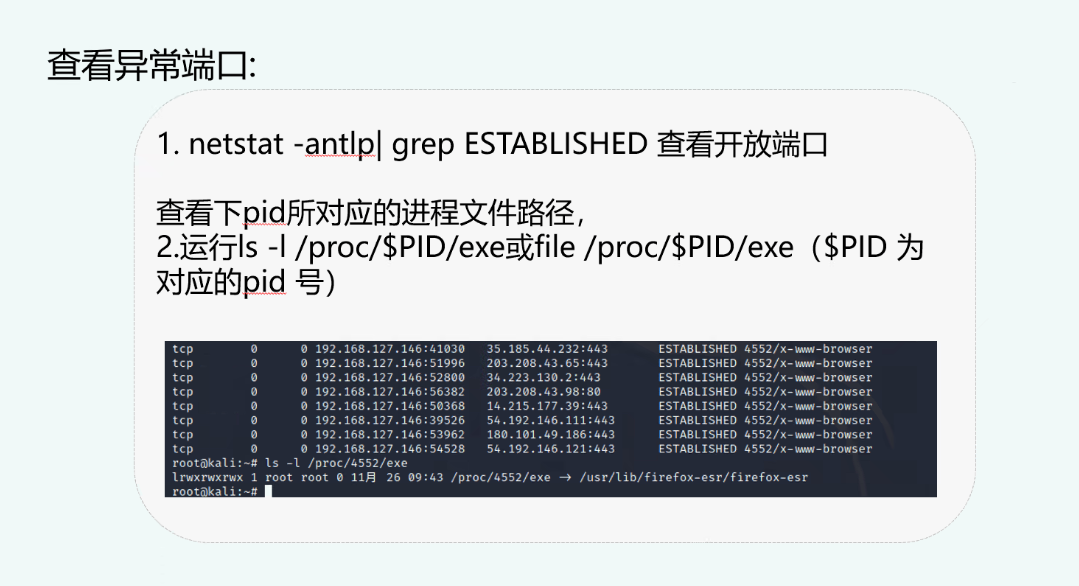 查看异常端口:
1. netstat -antlp| grep ESTABLISHED 查看开放端口
查看下pid所对应的进程文件路径，
2.运行ls -l /proc/$PID/exe或file /proc/$PID/exe（$PID 为
对应的pid 号）
tcp 0 0 192.168.127.146:41030 35.185.44.232:443 ESTABLISHED 4552/x-www-browser
tcp 0 0 192.168.127.146:51996 203.208.43.65:443 ESTABLISHED 4552/x-www-browser
tcp 0 0 192.168.127.146:52800 34.223.130.2:443 ESTABLISHED 4552/x-www-browser
tcp 0 0 192.168.127.146:56382 203.208.43.98:80 ESTABLISHED 4552/x-www-browser
tcp 0 0 192.168.127.146:50368 14.215.177.39:443 ESTABLISHED 4552/x-www-browser
tcp 0 0 192.168.127.146:39526 54.192.146.111:443 ESTABLISHED 4552/x-www-browser
tcp 0 0 192.168.127.146:53962 180.101.49.186:443 ESTABLISHED 4552/x-www-browser
tcp 0 0 192.168.127.146:54528 54.192.146.121:443 ESTABLISHED 4552/x-www-browser
root@kali:~# ls -l /proc/4552/exe
lrwxrwxrwx 1 root root 0 11月 26 09:43 /proc/4552/exe → /usr/lib/firefox-esr/firefox-esr
root@kali:~#